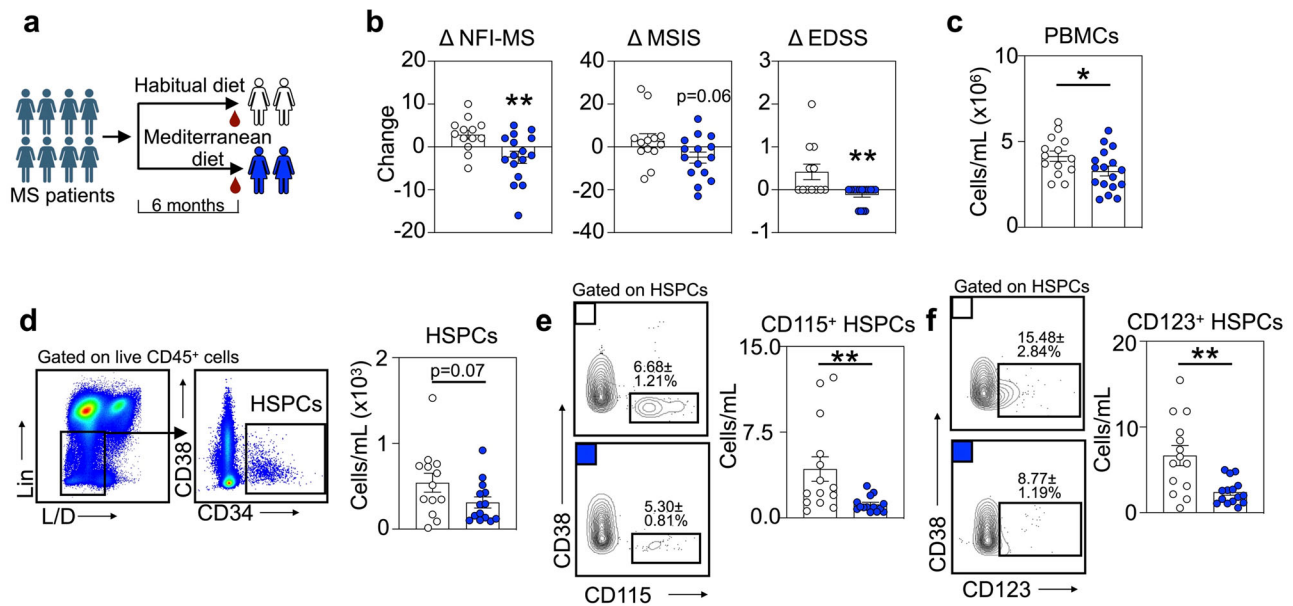 a
Habitual diet
Mediterranean
diet
MS patients
6 months
b
Δ NFI-MS
Δ MSIS
Δ EDSS
Change
20
10
0
-10
-20
**
40
20
0
-20
-40
p=0.06
4
3
2
1
0
-1
**
c
PBMCs
Cells/mL (x10⁶)
10
5
0
*
d
Gated on live CD45⁺ cells
Lin
L/D
CD38
CD34
HSPCs
HSPCs
Cells/mL (x10³)
2
1
0
p=0.07
e
Gated on HSPCs
6.68±
1.21%
5.30±
0.81%
CD38
CD115
CD115⁺ HSPCs
Cells/mL
15.0
7.5
0.0
**
f
Gated on HSPCs
15.48±
2.84%
8.77±
1.19%
CD38
CD123
CD123⁺ HSPCs
Cells/mL
20
10
0
**